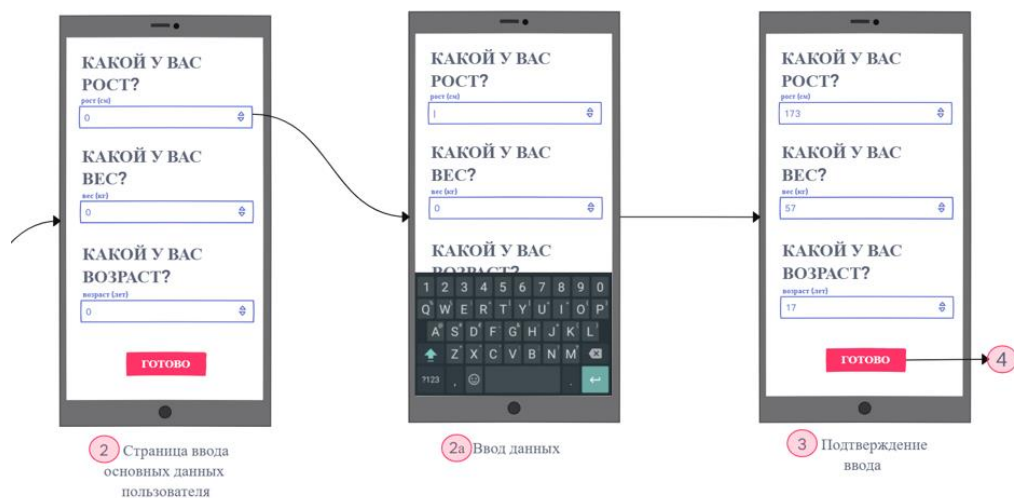 КАКОЙ У ВАС
РОСТ?
рост (см)
0
КАКОЙ У ВАС
ВЕС?
вес (кг)
0
КАКОЙ У ВАС
ВОЗРАСТ?
возраст (лет)
0
ГОТОВО
2 Страница ввода
основных данных
пользователя
КАКОЙ У ВАС
РОСТ?
рост (см)
КАКОЙ У ВАС
ВЕС?
вес (кг)
0
КАКОЙ У ВАС
ВОЗРАСТ?
1 2 3 4 5 6 7 8 9 0
Q W E R T Y U I O P
A S D F G H J K L
Z X C V B N M
?123 , .
2а Ввод данных
КАКОЙ У ВАС
РОСТ?
рост (см)
173
КАКОЙ У ВАС
ВЕС?
вес (кг)
57
КАКОЙ У ВАС
ВОЗРАСТ?
возраст (лет)
17
ГОТОВО
4
3 Подтверждение
ввода